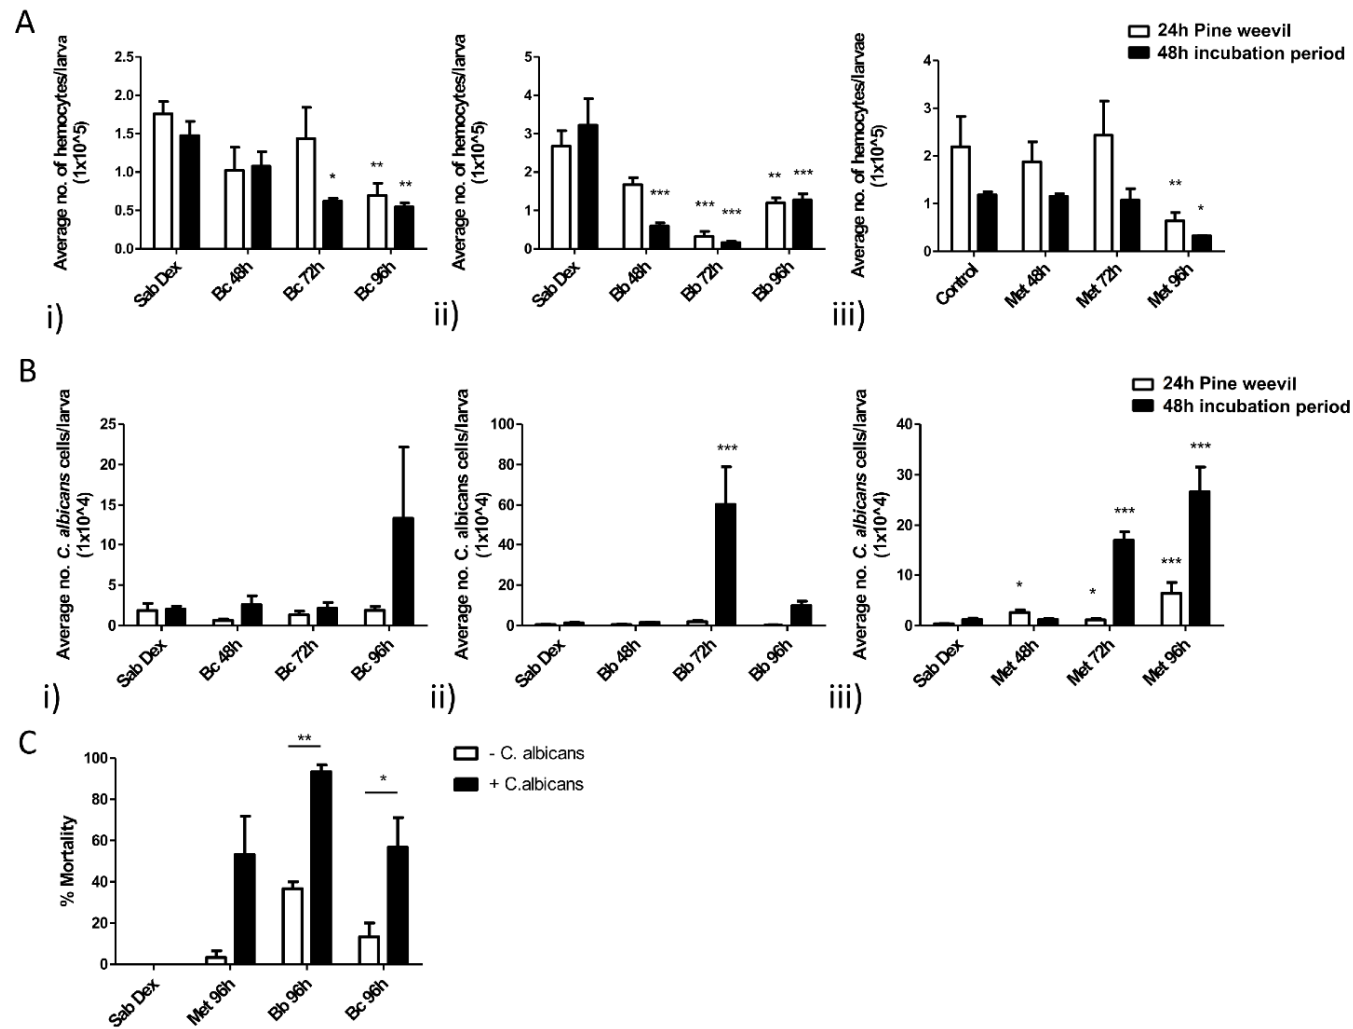 A
24h Pine weevil
48h incubation period
Average no. of hemocytes/larva
(1x10^5)
2.5
2.0
1.5
1.0
0.5
0.0
*
**
**
Sab Dex
Bc 48h
Bc 72h
Bc 96h
i)
Average no. of hemocytes/larva
(1x10^5)
5
4
3
2
1
0
***
***
***
**
***
Sab Dex
Bb 48h
Bb 72h
Bb 96h
ii)
Average no. of hemocytes/larvae
(1x10^5)
4
3
2
1
0
**
*
Control
Met 48h
Met 72h
Met 96h
iii)
B
24h Pine weevil
48h incubation period
Average no. C. albicans cells/larva
(1x10^4)
25
20
15
10
5
0
Sab Dex
Bc 48h
Bc 72h
Bc 96h
i)
Average no. C. albicans cells/larva
(1x10^4)
100
80
60
40
20
0
***
Sab Dex
Bb 48h
Bb 72h
Bb 96h
ii)
Average no. C. albicans cells/larva
(1x10^4)
40
30
20
10
0
*
*
***
***
***
Sab Dex
Met 48h
Met 72h
Met 96h
iii)
C
% Mortality
100
80
60
40
20
0
**
*
Sab Dex
Met 96h
Bb 96h
Bc 96h
- C. albicans
+ C.albicans